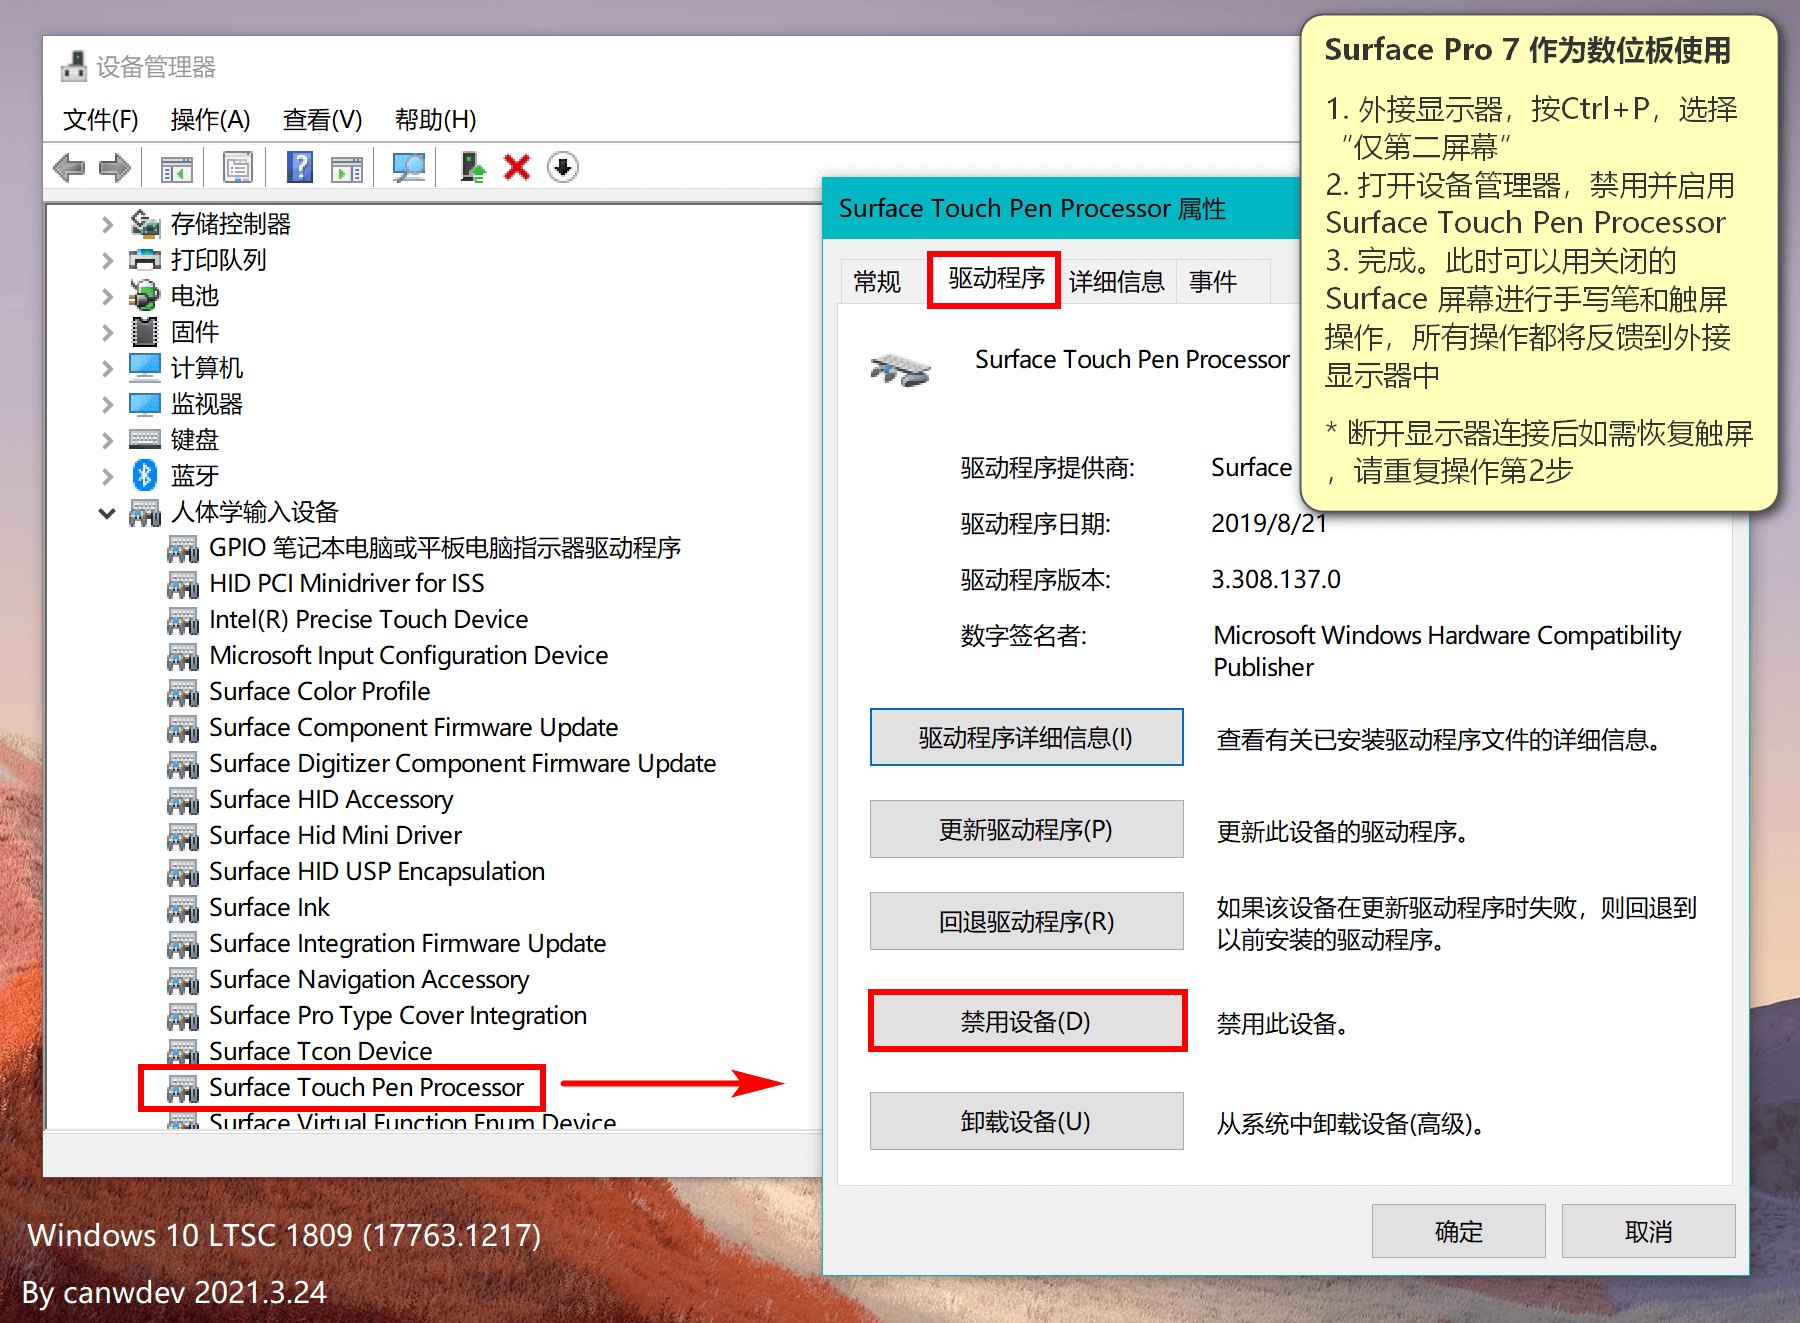 设备管理器
文件(F) 操作(A) 查看(V) 帮助(H)
存储控制器
打印队列
电池
固件
计算机
监视器
键盘
蓝牙
人体学输入设备
GPIO 笔记本电脑或平板电脑指示器驱动程序
HID PCI Minidriver for ISS
Intel(R) Precise Touch Device
Microsoft Input Configuration Device
Surface Color Profile
Surface Component Firmware Update
Surface Digitizer Component Firmware Update
Surface HID Accessory
Surface Hid Mini Driver
Surface HID USP Encapsulation
Surface Ink
Surface Integration Firmware Update
Surface Navigation Accessory
Surface Pro Type Cover Integration
Surface Tcon Device
Surface Touch Pen Processor
Surface Virtual Function Enum Device
Surface Touch Pen Processor 属性
常规 驱动程序 详细信息 事件
Surface Touch Pen Processor
驱动程序提供商: Surface
驱动程序日期: 2019/8/21
驱动程序版本: 3.308.137.0
数字签名者: Microsoft Windows Hardware Compatibility
Publisher
驱动程序详细信息(I) 查看有关已安装驱动程序文件的详细信息。
更新驱动程序(P) 更新此设备的驱动程序。
回退驱动程序(R) 如果该设备在更新驱动程序时失败，则回退到
以前安装的驱动程序。
禁用设备(D) 禁用此设备。
卸载设备(U) 从系统中卸载设备(高级)。
确定 取消
Surface Pro 7 作为数位板使用
1. 外接显示器，按Ctrl+P，选择
“仅第二屏幕”
2. 打开设备管理器，禁用并启用
Surface Touch Pen Processor
3. 完成。此时可以用关闭的
Surface 屏幕进行手写笔和触屏
操作，所有操作都将反馈到外接
显示器中
* 断开显示器连接后如需恢复触屏
，请重复操作第2步
Windows 10 LTSC 1809 (17763.1217)
By canwdev 2021.3.24